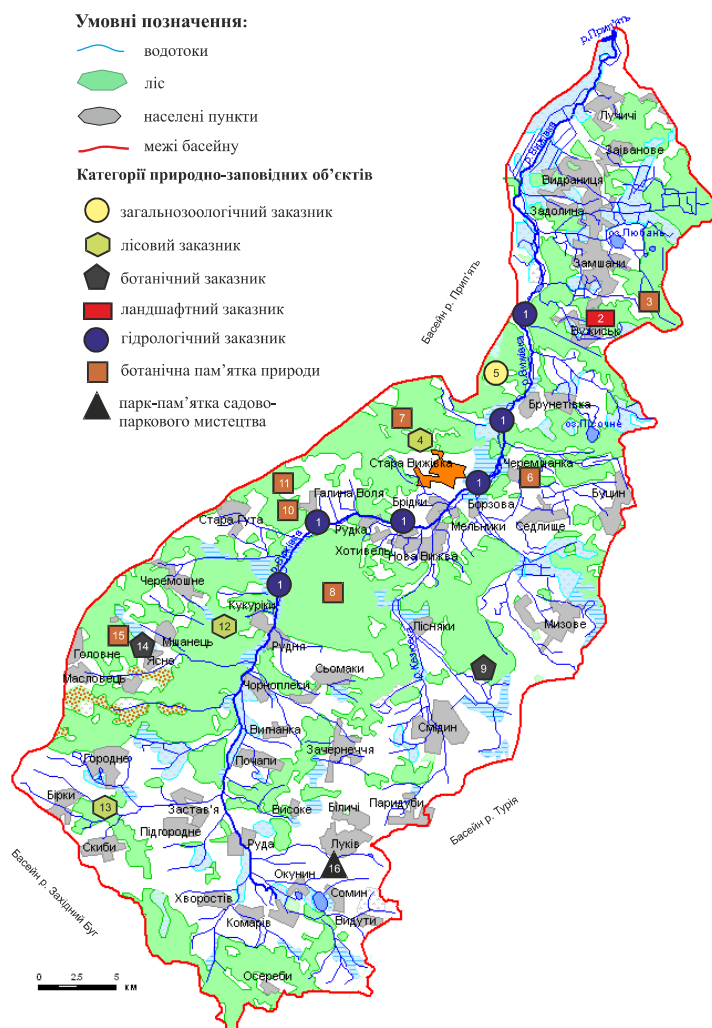 Умовні позначення:
водотоки
ліс
населені пункти
межі басейну
Категорії природно-заповідних об’єктів
загальнозоологічний заказник
лісовий заказник
ботанічний заказник
ландшафтний заказник
гідрологічний заказник
ботанічна пам’ятка природи
парк-пам’ятка садово-
паркового мистецтва
р.Прип'ять
Лучичі
р.Вижівка
Заіванове
Видраниця
Задолина
оз.Любань
Замшани
Басейн р. Прип'ять
3
1
2
Вужиськ
р.Вижівка
5
Брунетівка
7
1
оз.Пісочне
4
Стара Вижівка
Черемшанка
11
1
6
Галина Воля
Брідки
Борзова
Буцин
10
Стара Гута
1
Рудка
1
Мельники
Седлище
Хотивель
Нова Вижва
р.Вижівка
Черемошне
1
8
Кукуріки
12
Лісняки
Мизове
15
14
Мшанець
Рудня
Головне
Ясне
Сьомаки
9
Масловець
Чорноплеси
Смідин
Випанка
Зачернеччя
Городне
Почапи
Бірки
13
Застав'я
Високе
Біличі
Паридуби
Басейн р. Турія
Підгородне
Скиби
Руда
Луків
Басейн р. Західний Буг
16
Окунин
Хворостів
Сомин
Комарів
Видути
Осереби
0 2,5 5
км